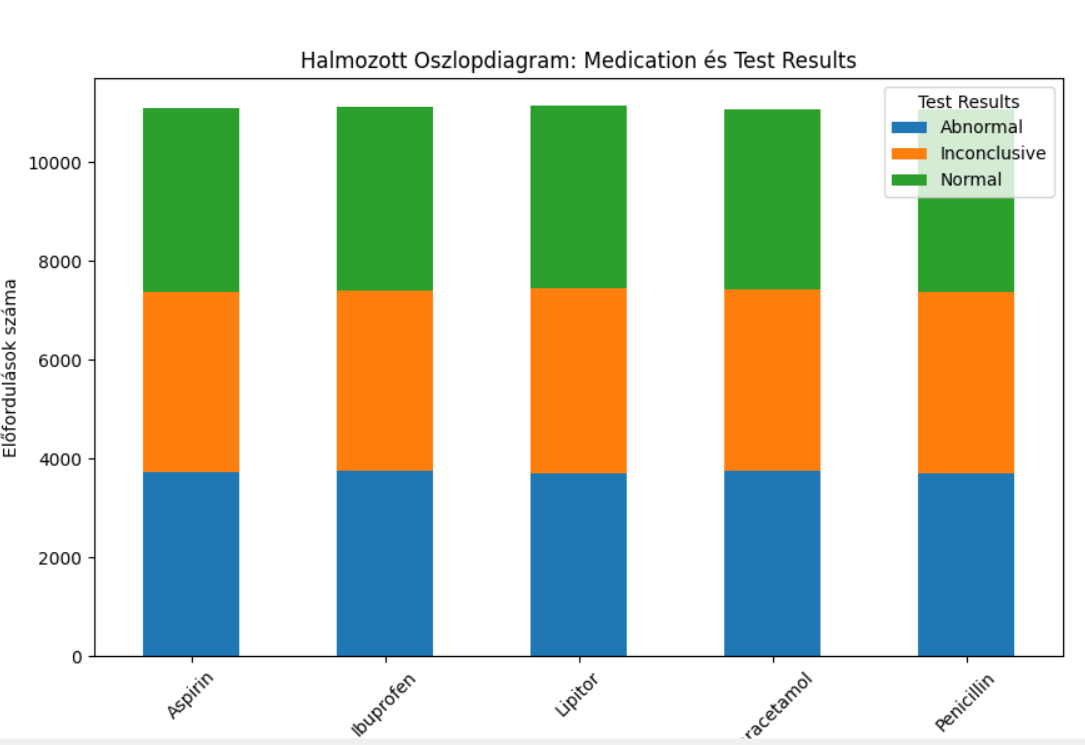 Halmozott Oszlopdiagram: Medication és Test Results
Test Results
Abnormal
Inconclusive
Normal
Előfordulások száma
10000
8000
6000
4000
2000
0
Aspirin
Ibuprofen
Lipitor
racetamol
Penicillin